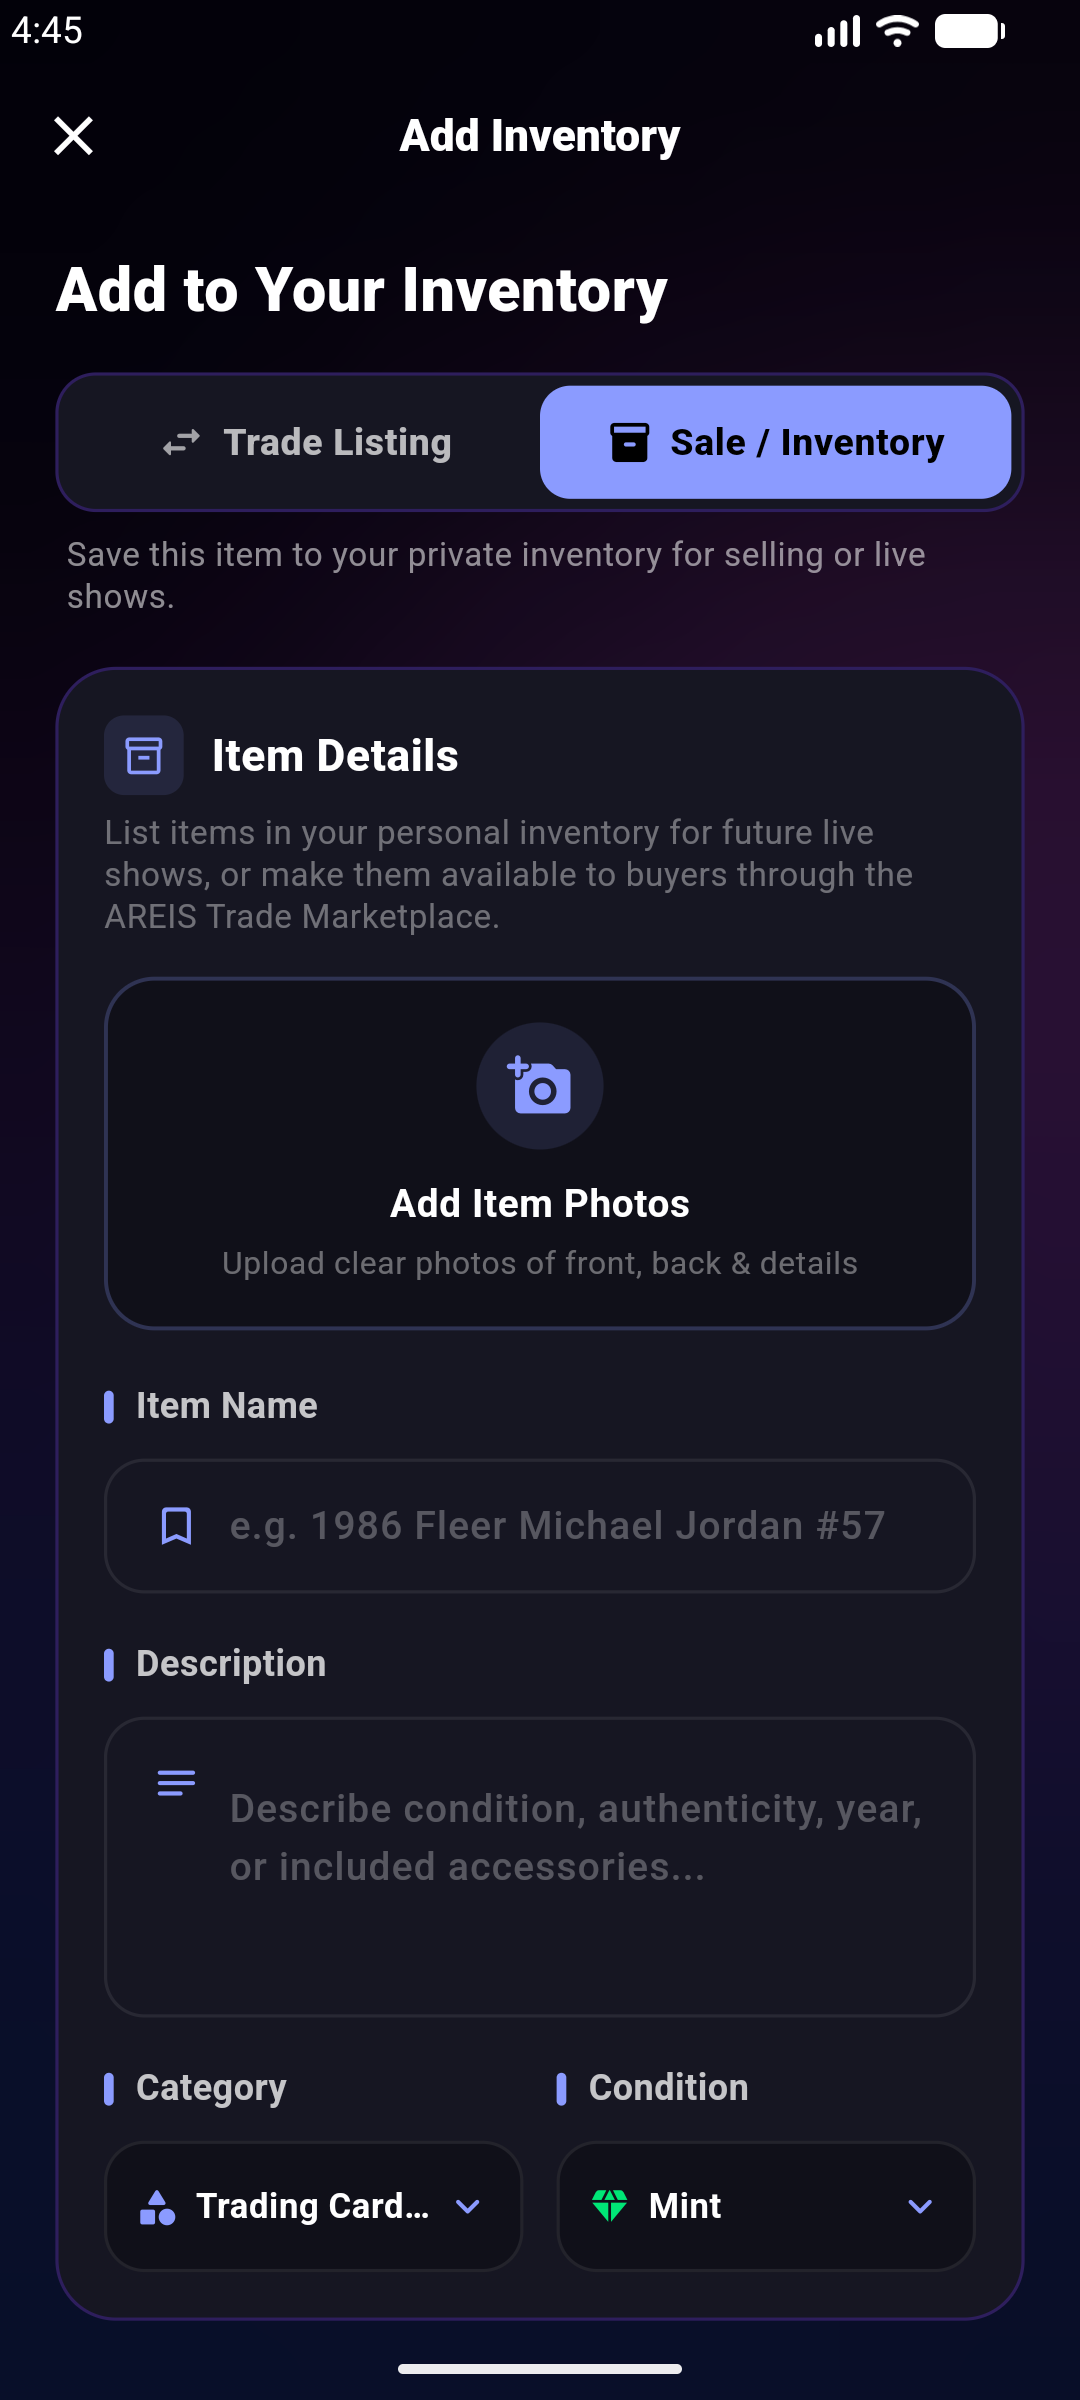 4:45
Add Inventory
Add to Your Inventory
Trade Listing
Sale / Inventory
Save this item to your private inventory for selling or live
shows.
Item Details
List items in your personal inventory for future live
shows, or make them available to buyers through the
AREIS Trade Marketplace.
Add Item Photos
Upload clear photos of front, back & details
Item Name
e.g. 1986 Fleer Michael Jordan #57
Description
Describe condition, authenticity, year,
or included accessories...
Category
Condition
Trading Card...
Mint